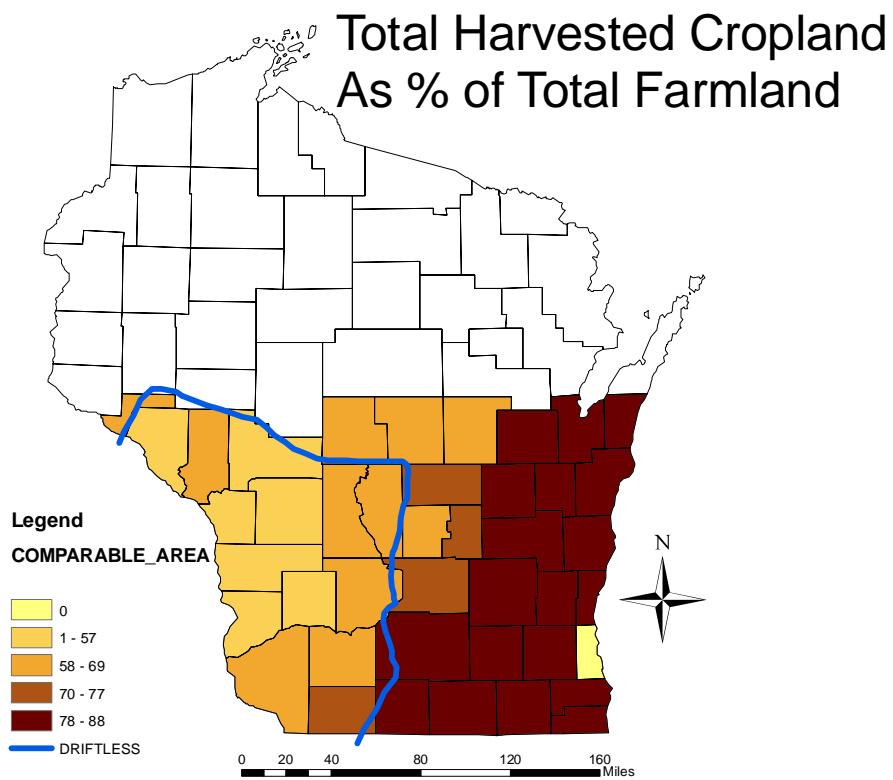 Total Harvested Cropland
As % of Total Farmland
Legend
COMPARABLE_AREA
0
1 - 57
58 - 69
70 - 77
78 - 88
DRIFTLESS
N
0 20 40 80 120 160
Miles